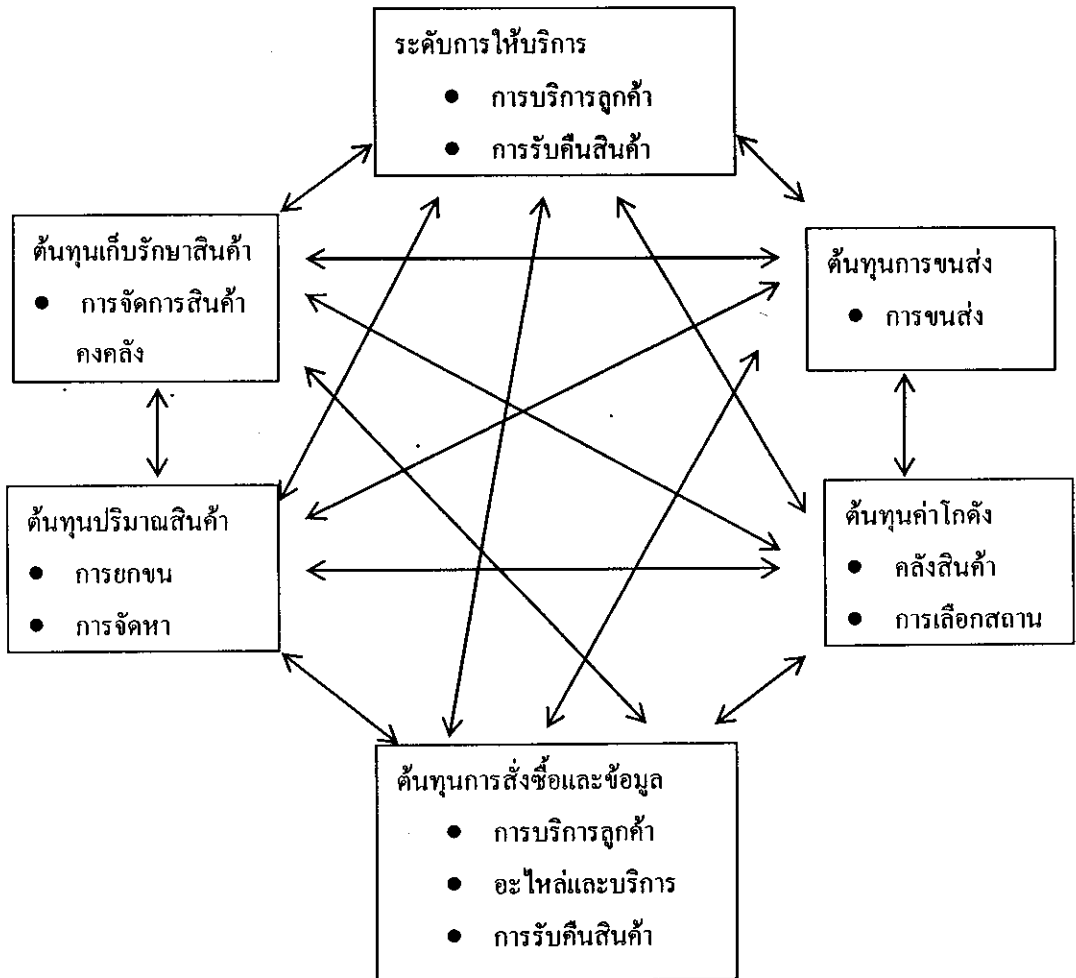 ระดับการให้บริการ
● การบริการลูกค้า
● การรับคืนสินค้า
ต้นทุนเก็บรักษาสินค้า
● การจัดการสินค้า
คงคลัง
ต้นทุนการขนส่ง
● การขนส่ง
ต้นทุนปริมาณสินค้า
● การยกขน
● การจัดหา
ต้นทุนค่าโกดัง
● คลังสินค้า
● การเลือกสถาน
ต้นทุนการสั่งซื้อและข้อมูล
● การบริการลูกค้า
● อะไหล่และบริการ
● การรับคืนสินค้า